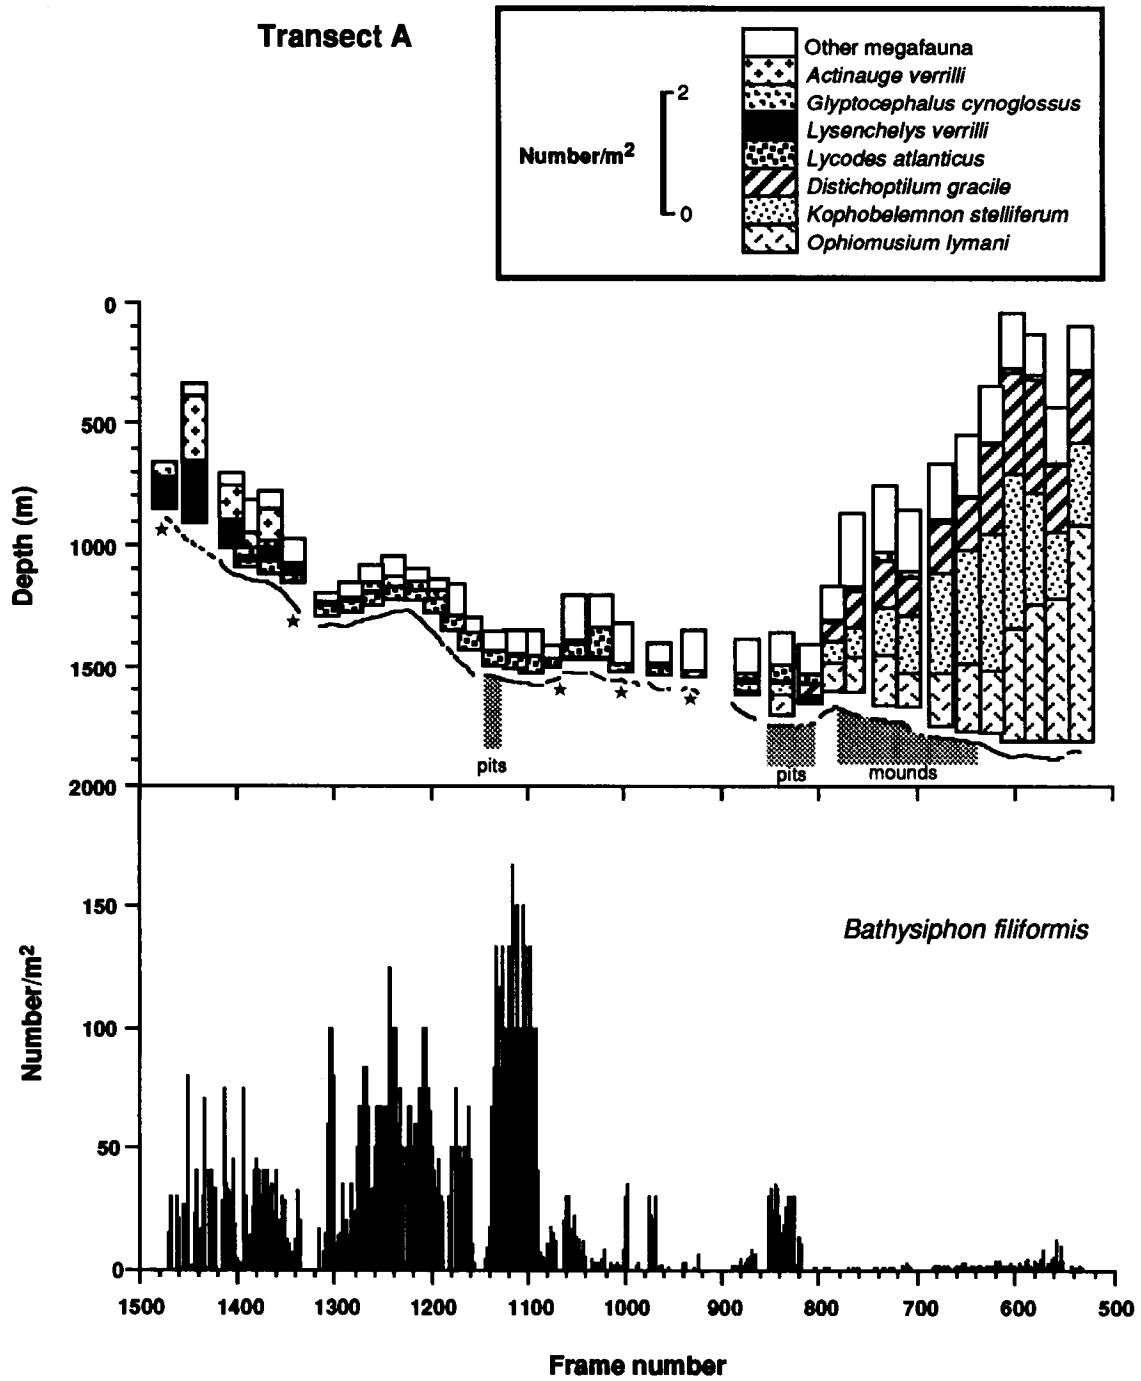 Transect A
Number/m2
2
0
Other megafauna
Actinauge verrilli
Glyptocephalus cynoglossus
Lysenchelys verrilli
Lycodes atlanticus
Distichoptilum gracile
Kophobelemnon stelliferum
Ophiomusium lymani
Depth (m)
0
500
1000
1500
2000
pits
pits
mounds
Number/m2
150
100
50
0
Bathysiphon filiformis
1500 1400 1300 1200 1100 1000 900 800 700 600 500
Frame number